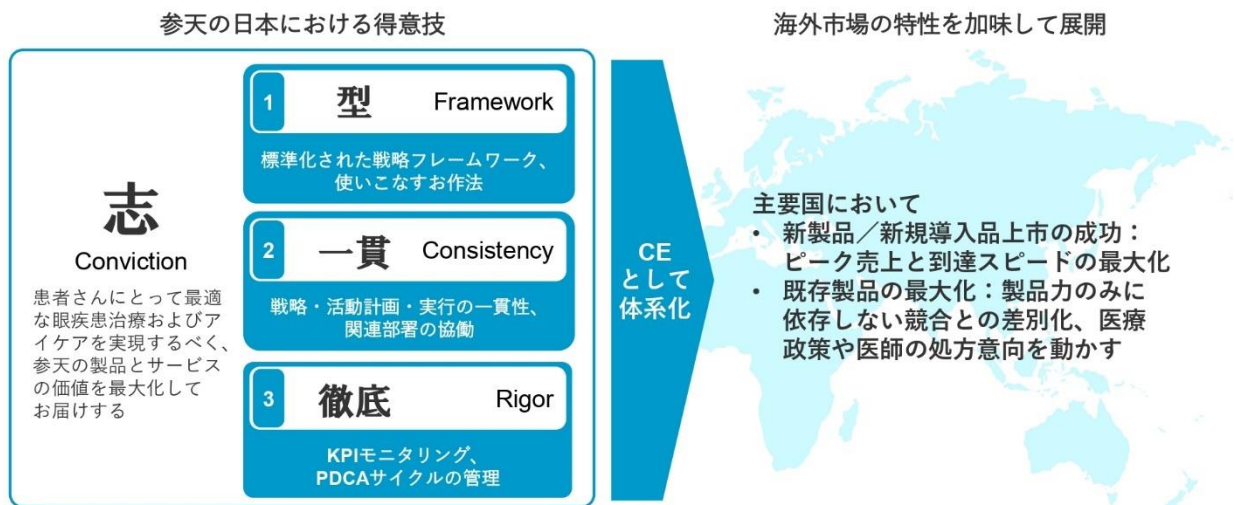 参天の日本における得意技
志
Conviction
患者さんにとって最適
な眼疾患治療およびア
イケアを実現するべく、
参天の製品とサービス
の価値を最大化して
お届けする
1 型 Framework
標準化された戦略フレームワーク、
使いこなすお作法
2 一貫 Consistency
戦略・活動計画・実行の一貫性、
関連部署の協働
3 徹底 Rigor
KPIモニタリング、
PDCAサイクルの管理
CE
として
体系化
海外市場の特性を加味して展開
主要国において
• 新製品／新規導入品上市の成功：
ピーク売上と到達スピードの最大化
• 既存製品の最大化：製品力のみに
依存しない競合との差別化、医療
政策や医師の処方意向を動かす